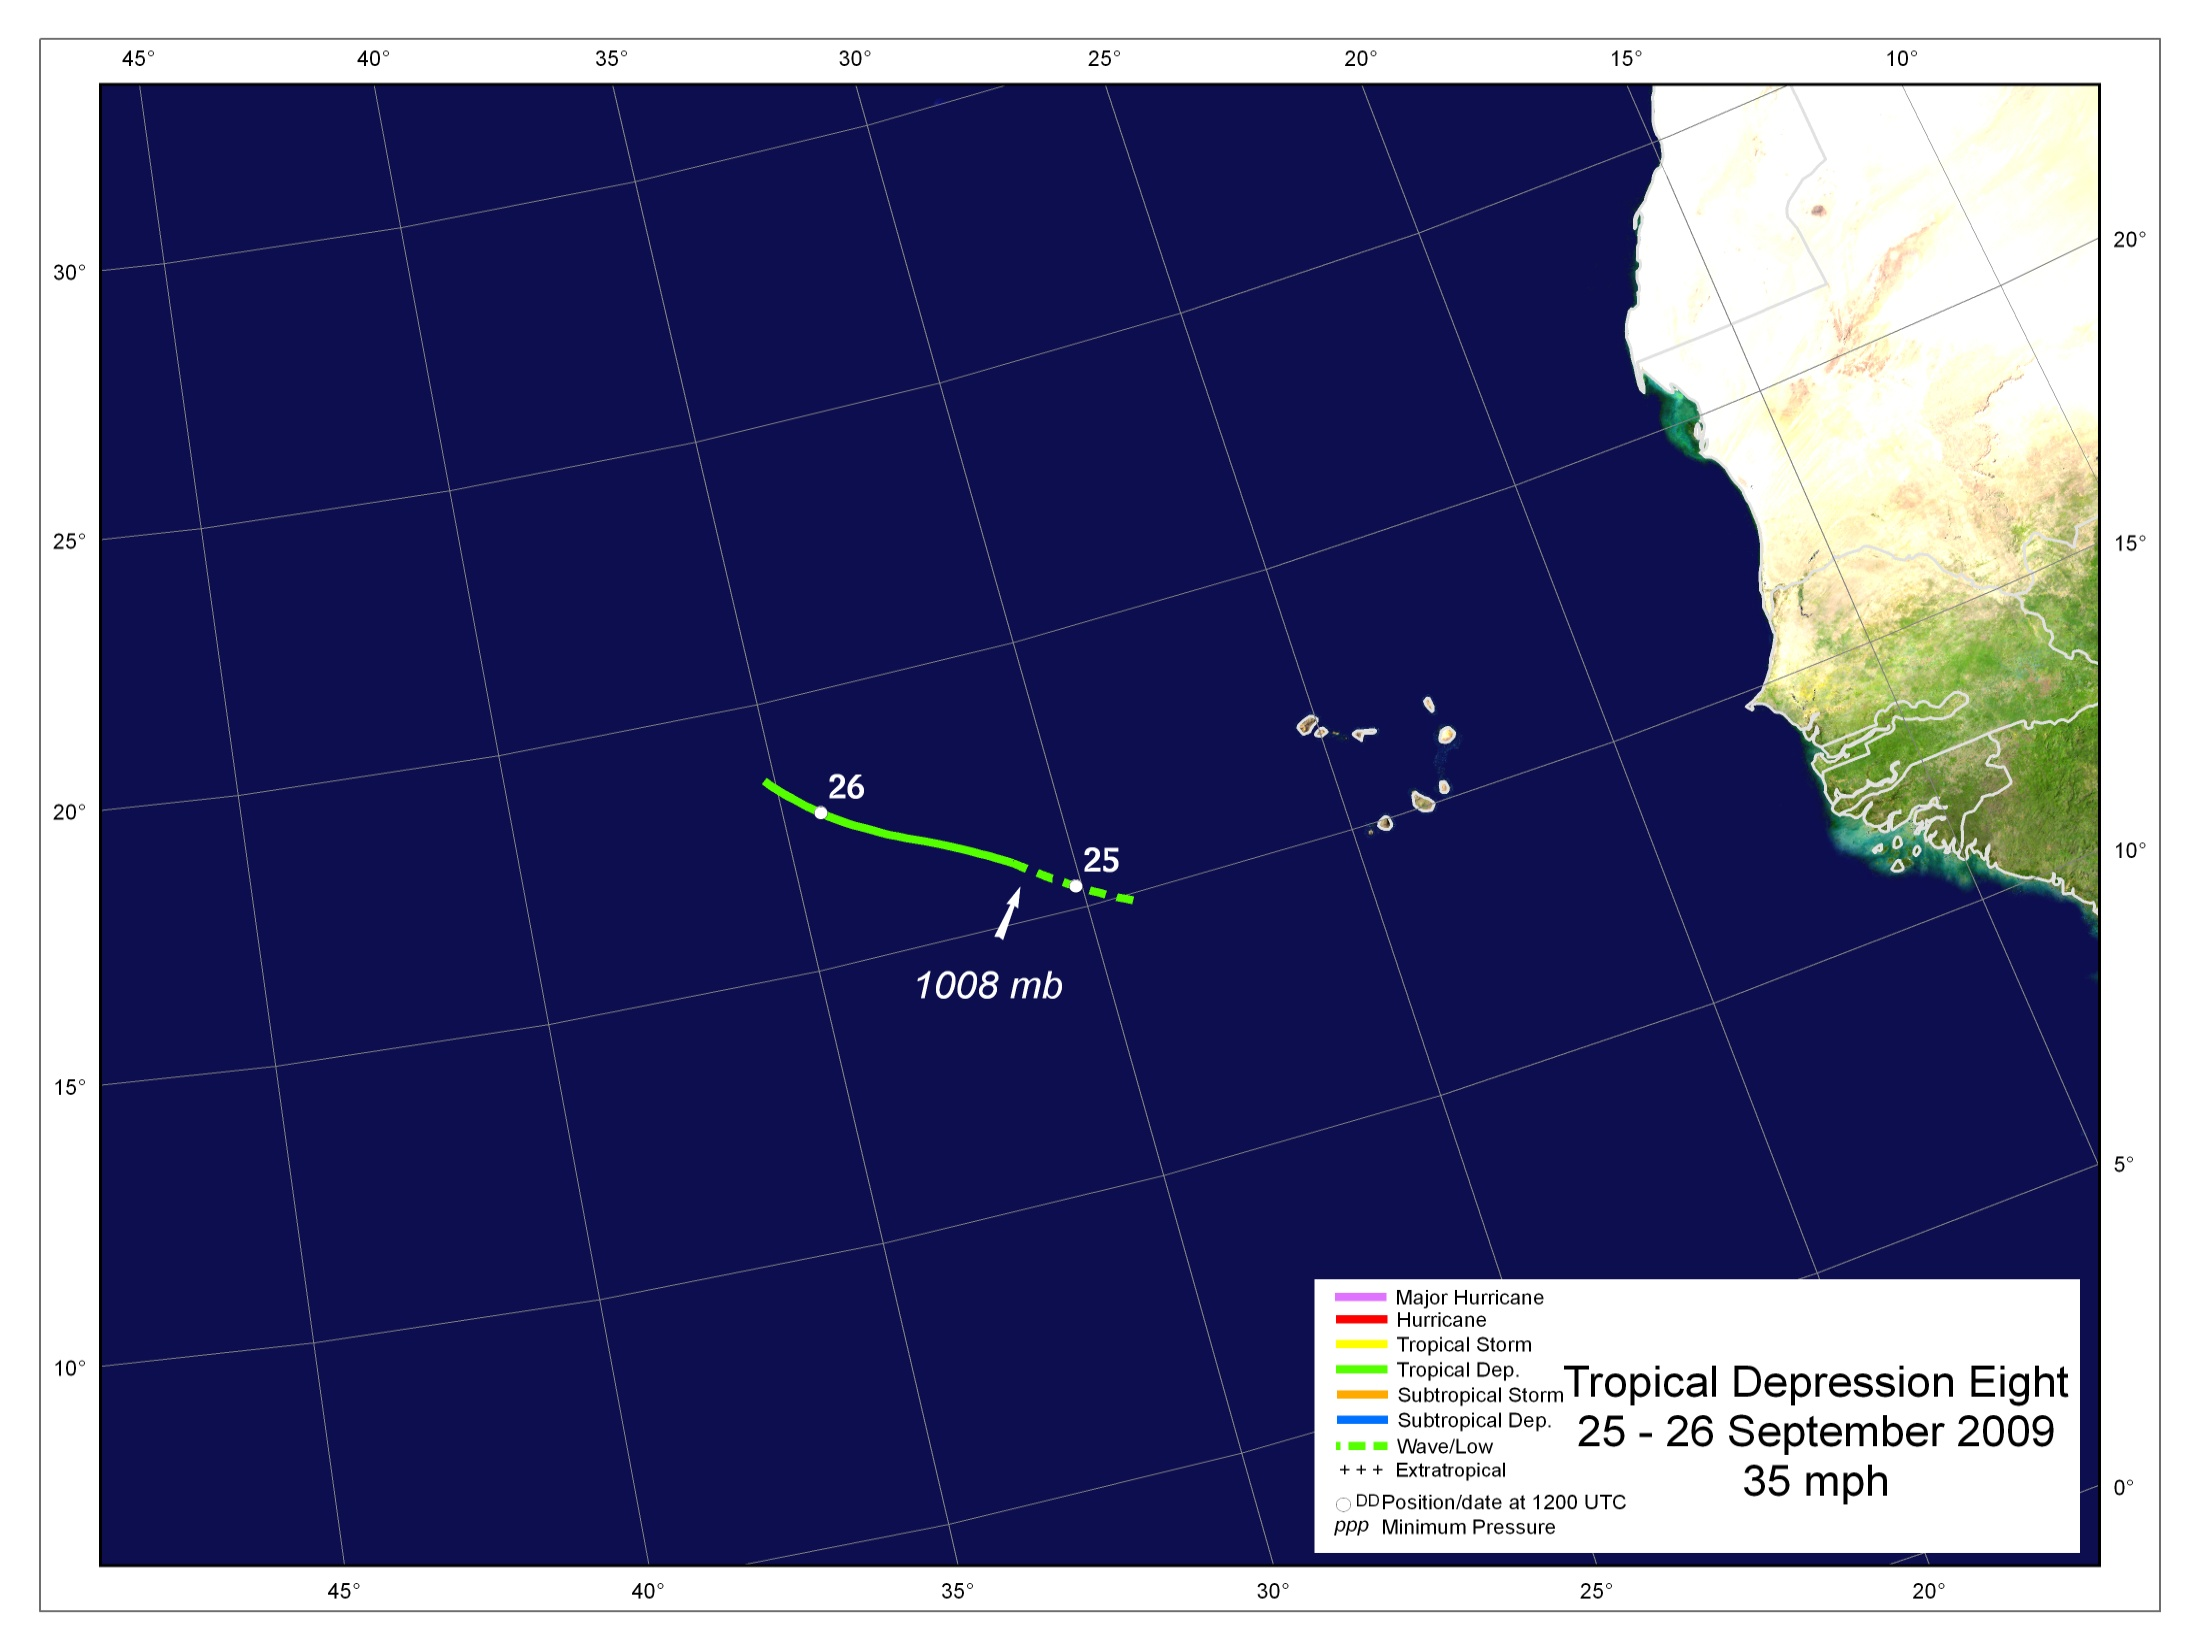 45° 40° 35° 30° 25° 20° 15° 10°
30°
20°
25°
15°
26
20°
25
10°
1008 mb
15°
5°
10°
Major Hurricane
Hurricane
Tropical Storm
Tropical Dep.
Subtropical Storm
Subtropical Dep.
Wave/Low
+ + + Extratropical
DD Position/date at 1200 UTC
ppp Minimum Pressure
Tropical Depression Eight
25 - 26 September 2009
35 mph
0°
45° 40° 35° 30° 25° 20°